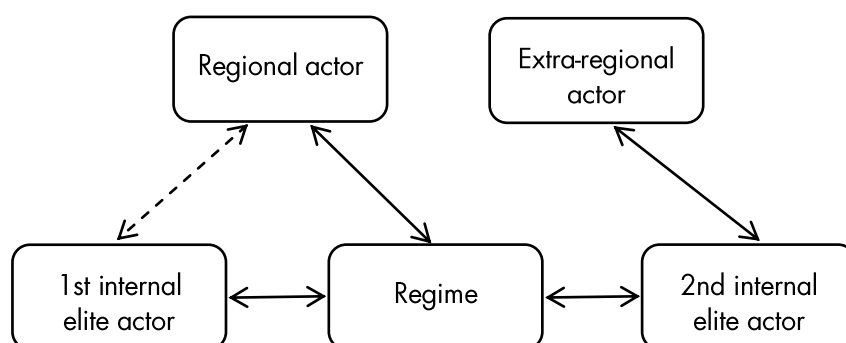 Regional actor
Extra-regional
actor
1st internal
elite actor
Regime
2nd internal
elite actor